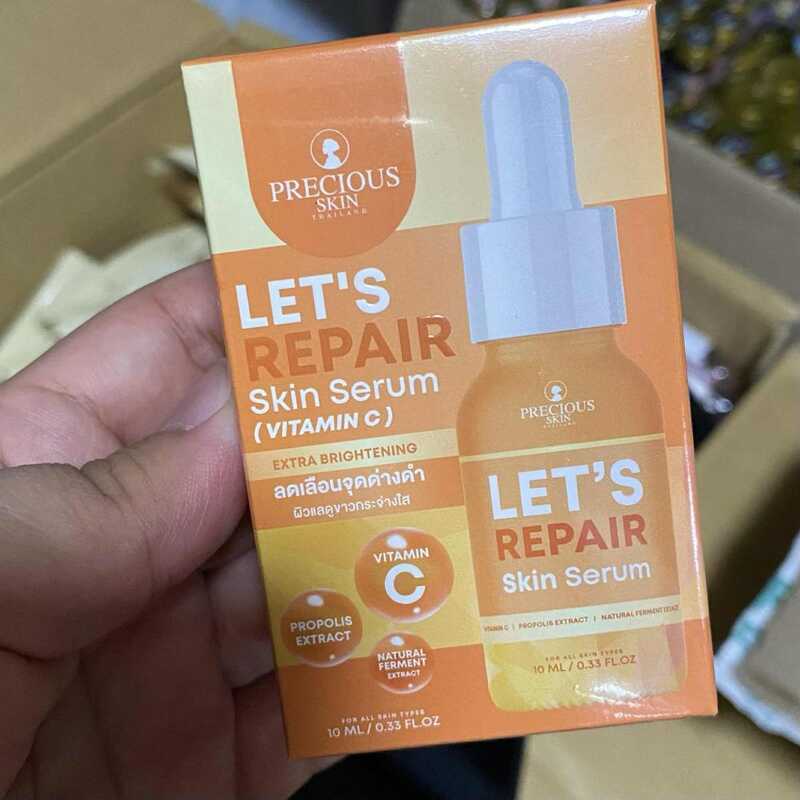 PRECIOUS
SKIN
THAILAND
LET'S
REPAIR
Skin Serum
(VITAMIN C)
EXTRA BRIGHTENING
ลดเลือนจุดด่างดำ
ผิวแลดูขาวกระจ่างใส
VITAMIN
C
PROPOLIS
EXTRACT
NATURAL
FERMENT
EXTRACT
FOR ALL SKIN TYPES
10 ML / 0.33 FL.OZ
PRECIOUS
SKIN
THAILAND
LET'S
REPAIR
Skin Serum
VITAMIN C | PROPOLIS EXTRACT | NATURAL FERMENT
FOR ALL SKIN TYPES
10 ML / 0.33 FL.OZ